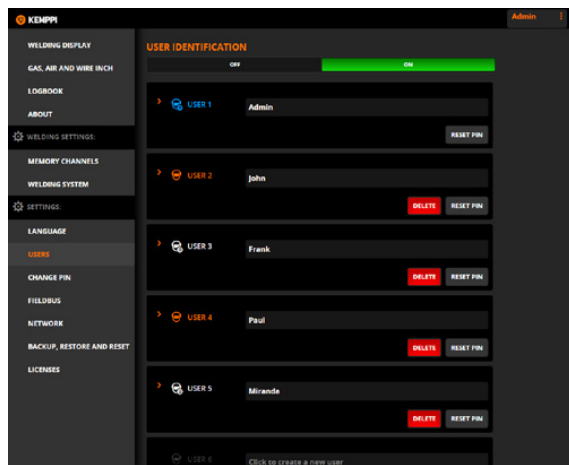 KEMPPI
Admin
WELDING DISPLAY
GAS, AIR AND WIRE INCH
LOGBOOK
ABOUT
WELDING SETTINGS:
MEMORY CHANNELS
WELDING SYSTEM
SETTINGS:
LANGUAGE
USERS
CHANGE PIN
FIELDBUS
NETWORK
BACKUP, RESTORE AND RESET
LICENSES
USER IDENTIFICATION
OFF
ON
USER 1
Admin
RESET PIN
USER 2
John
DELETE
RESET PIN
USER 3
Frank
DELETE
RESET PIN
USER 4
Paul
DELETE
RESET PIN
USER 5
Miranda
DELETE
RESET PIN
USER 6
Click to create a new user